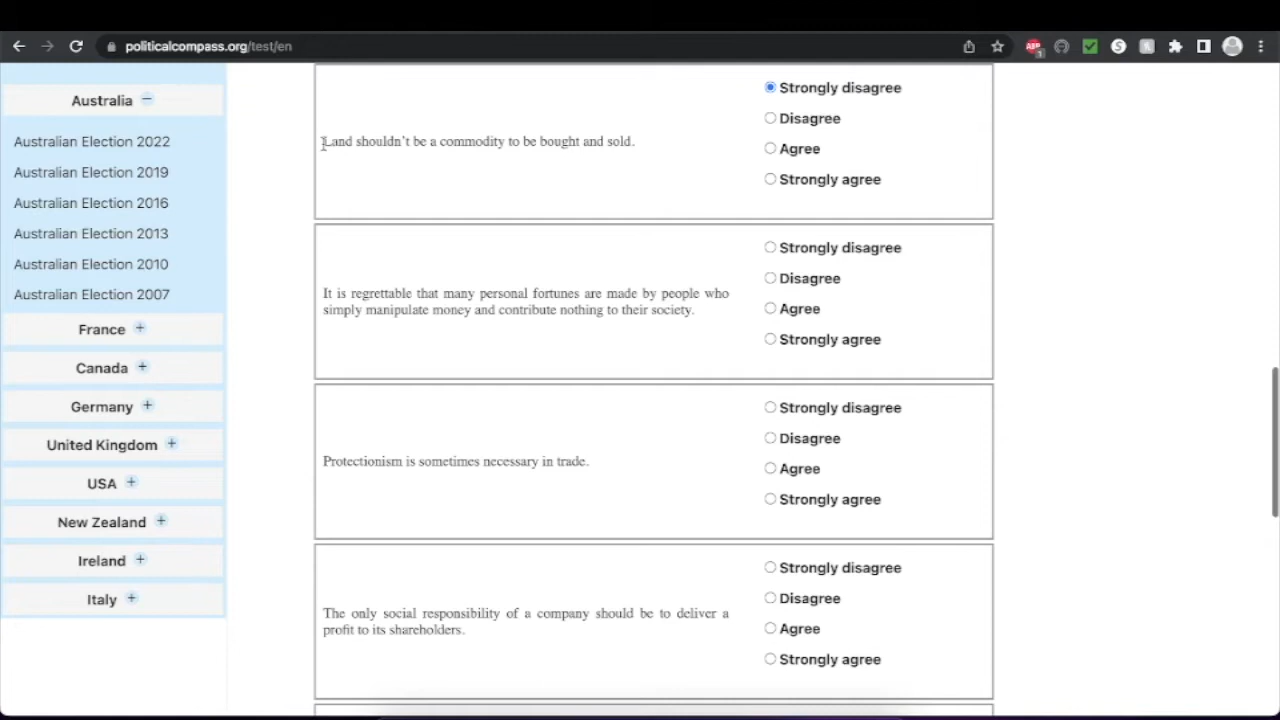 politicalcompass.org/test/en
ABP
1
S
Australia −
Australian Election 2022
Australian Election 2019
Australian Election 2016
Australian Election 2013
Australian Election 2010
Australian Election 2007
France +
Canada +
Germany +
United Kingdom +
USA +
New Zealand +
Ireland +
Italy +
Land shouldn't be a commodity to be bought and sold.
Strongly disagree
Disagree
Agree
Strongly agree
It is regrettable that many personal fortunes are made by people who
simply manipulate money and contribute nothing to their society.
Strongly disagree
Disagree
Agree
Strongly agree
Protectionism is sometimes necessary in trade.
Strongly disagree
Disagree
Agree
Strongly agree
The only social responsibility of a company should be to deliver a
profit to its shareholders.
Strongly disagree
Disagree
Agree
Strongly agree